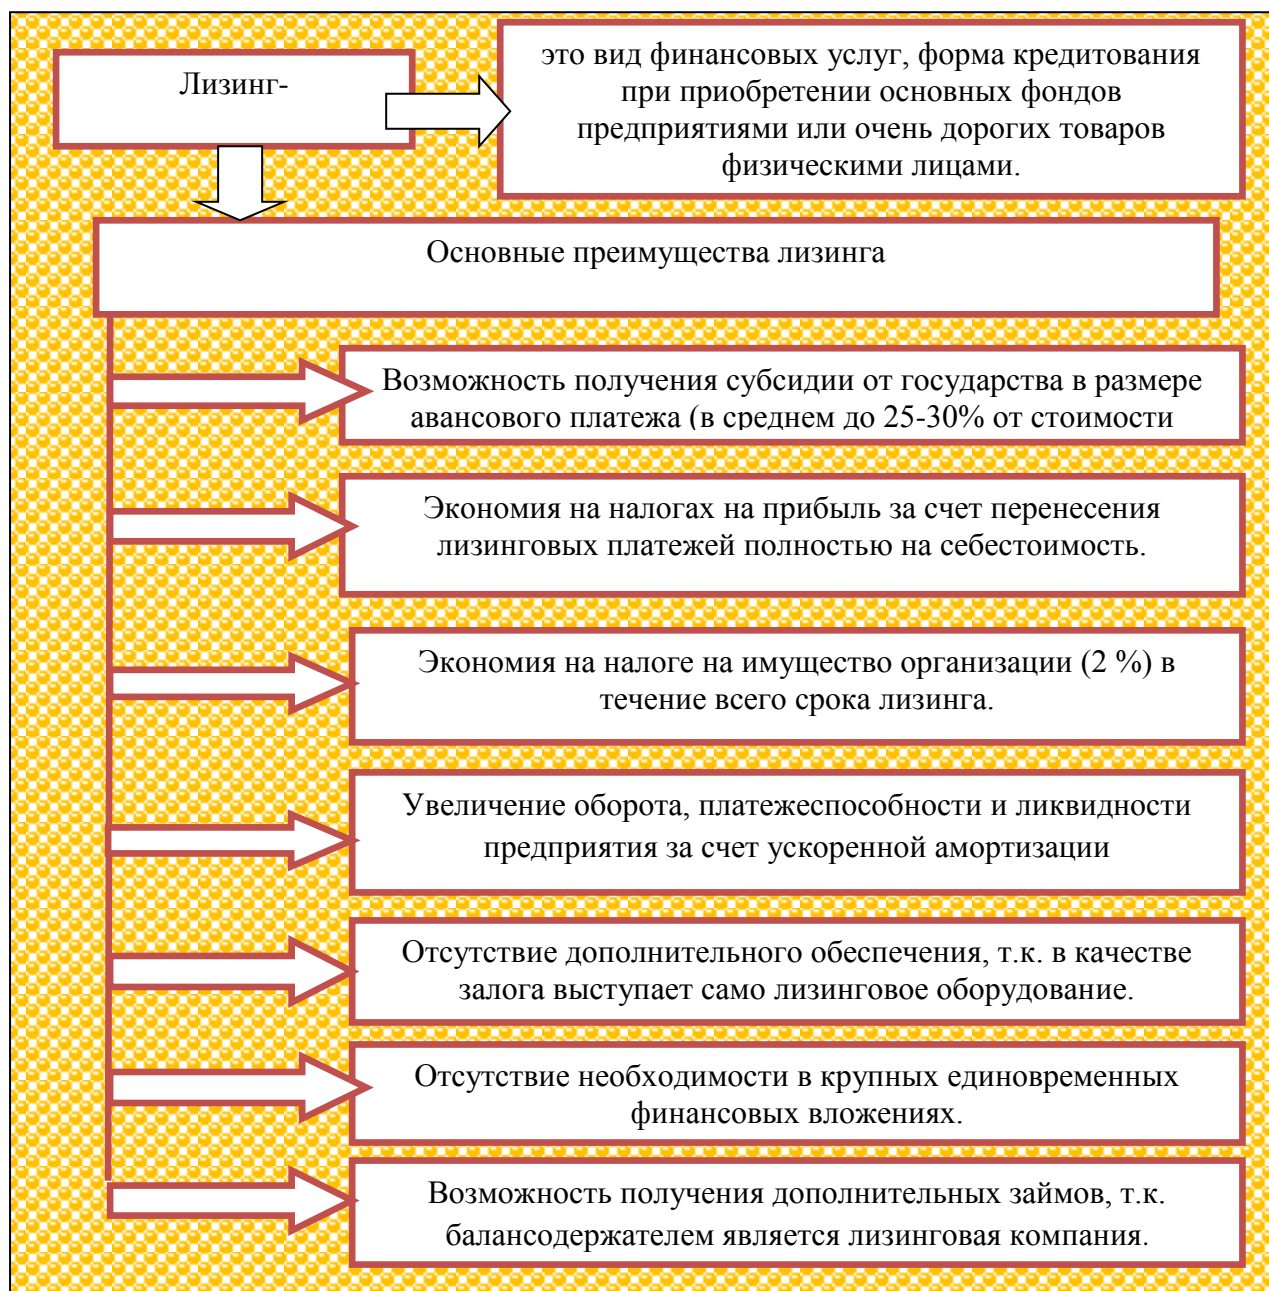 Лизинг-
это вид финансовых услуг, форма кредитования
при приобретении основных фондов
предприятиями или очень дорогих товаров
физическими лицами.
Основные преимущества лизинга
Возможность получения субсидии от государства в размере
авансового платежа (в среднем до 25-30% от стоимости
Экономия на налогах на прибыль за счет перенесения
лизинговых платежей полностью на себестоимость.
Экономия на налоге на имущество организации (2 %) в
течение всего срока лизинга.
Увеличение оборота, платежеспособности и ликвидности
предприятия за счет ускоренной амортизации
Отсутствие дополнительного обеспечения, т.к. в качестве
залога выступает само лизинговое оборудование.
Отсутствие необходимости в крупных единовременных
финансовых вложениях.
Возможность получения дополнительных займов, т.к.
балансодержателем является лизинговая компания.